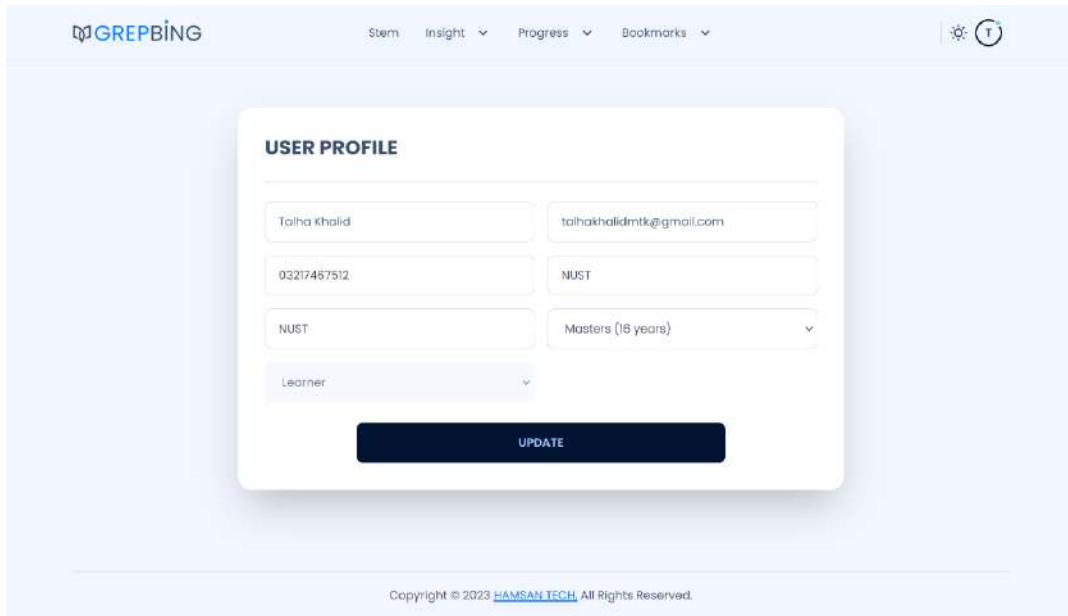 GREPBING Stem Insight Progress Bookmarks T
USER PROFILE
Talha Khalid talhakhalidmtk@gmail.com
03217467512 NUST
NUST Masters (16 years)
Learner
UPDATE
Copyright © 2023 HAMSAN TECH, All Rights Reserved.